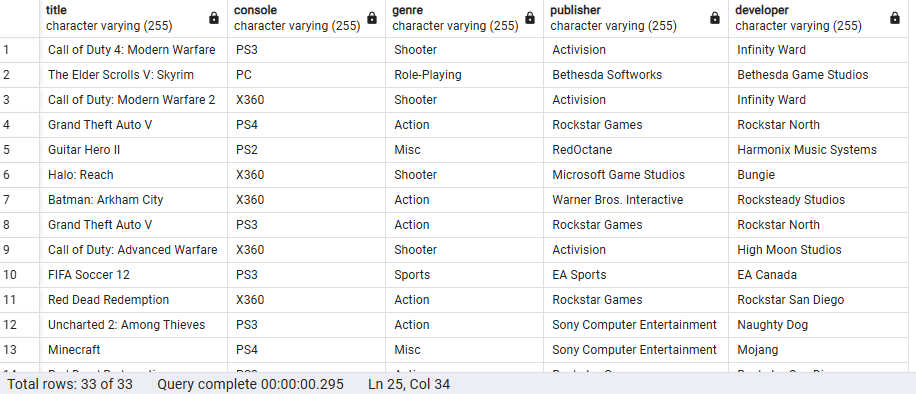 title console genre publisher developer
character varying (255) character varying (255) character varying (255) character varying (255) character varying (255)
1 Call of Duty 4: Modern Warfare PS3 Shooter Activision Infinity Ward
2 The Elder Scrolls V: Skyrim PC Role-Playing Bethesda Softworks Bethesda Game Studios
3 Call of Duty: Modern Warfare 2 X360 Shooter Activision Infinity Ward
4 Grand Theft Auto V PS4 Action Rockstar Games Rockstar North
5 Guitar Hero II PS2 Misc RedOctane Harmonix Music Systems
6 Halo: Reach X360 Shooter Microsoft Game Studios Bungie
7 Batman: Arkham City X360 Action Warner Bros. Interactive Rocksteady Studios
8 Grand Theft Auto V PS3 Action Rockstar Games Rockstar North
9 Call of Duty: Advanced Warfare X360 Shooter Activision High Moon Studios
10 FIFA Soccer 12 PS3 Sports EA Sports EA Canada
11 Red Dead Redemption X360 Action Rockstar Games Rockstar San Diego
12 Uncharted 2: Among Thieves PS3 Action Sony Computer Entertainment Naughty Dog
13 Minecraft PS4 Misc Sony Computer Entertainment Mojang
Total rows: 33 of 33 Query complete 00:00:00.295 Ln 25, Col 34